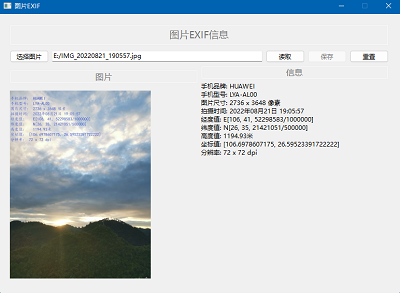 图片EXIF
图片EXIF信息
选择图片 E:/IMG_20220821_190557.jpg 读取 保存 重查
图片
信息
手机品牌: HUAWEI
手机型号: LYA-AL00
图片尺寸: 2736 x 3648 像素
拍摄时间: 2022年08月21日 19:05:57
经度值: E[106, 41, 52298583/1000000]
纬度值: N[26, 35, 21421051/500000]
高度值: 1194.93米
坐标值: [106.6978607175, 26.59523391722222]
分辨率: 72 x 72 dpi